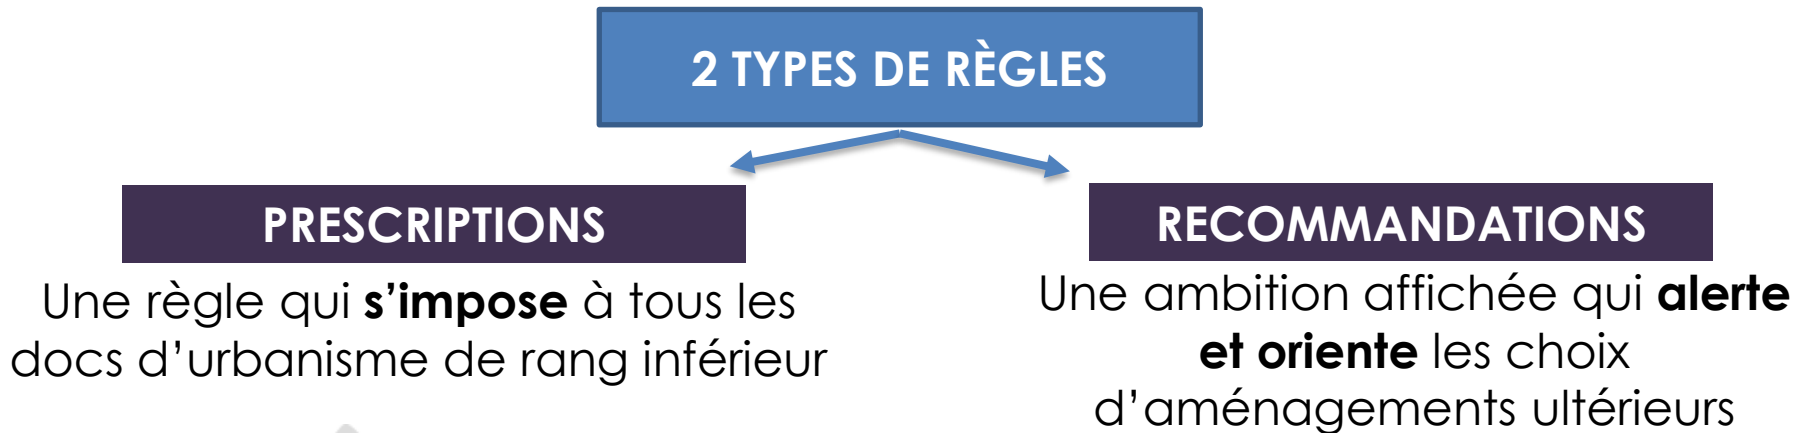 2 TYPES DE RÈGLES
PRESCRIPTIONS
Une règle qui s’impose à tous les
docs d’urbanisme de rang inférieur
RECOMMANDATIONS
Une ambition affichée qui alerte
et oriente les choix
d’aménagements ultérieurs